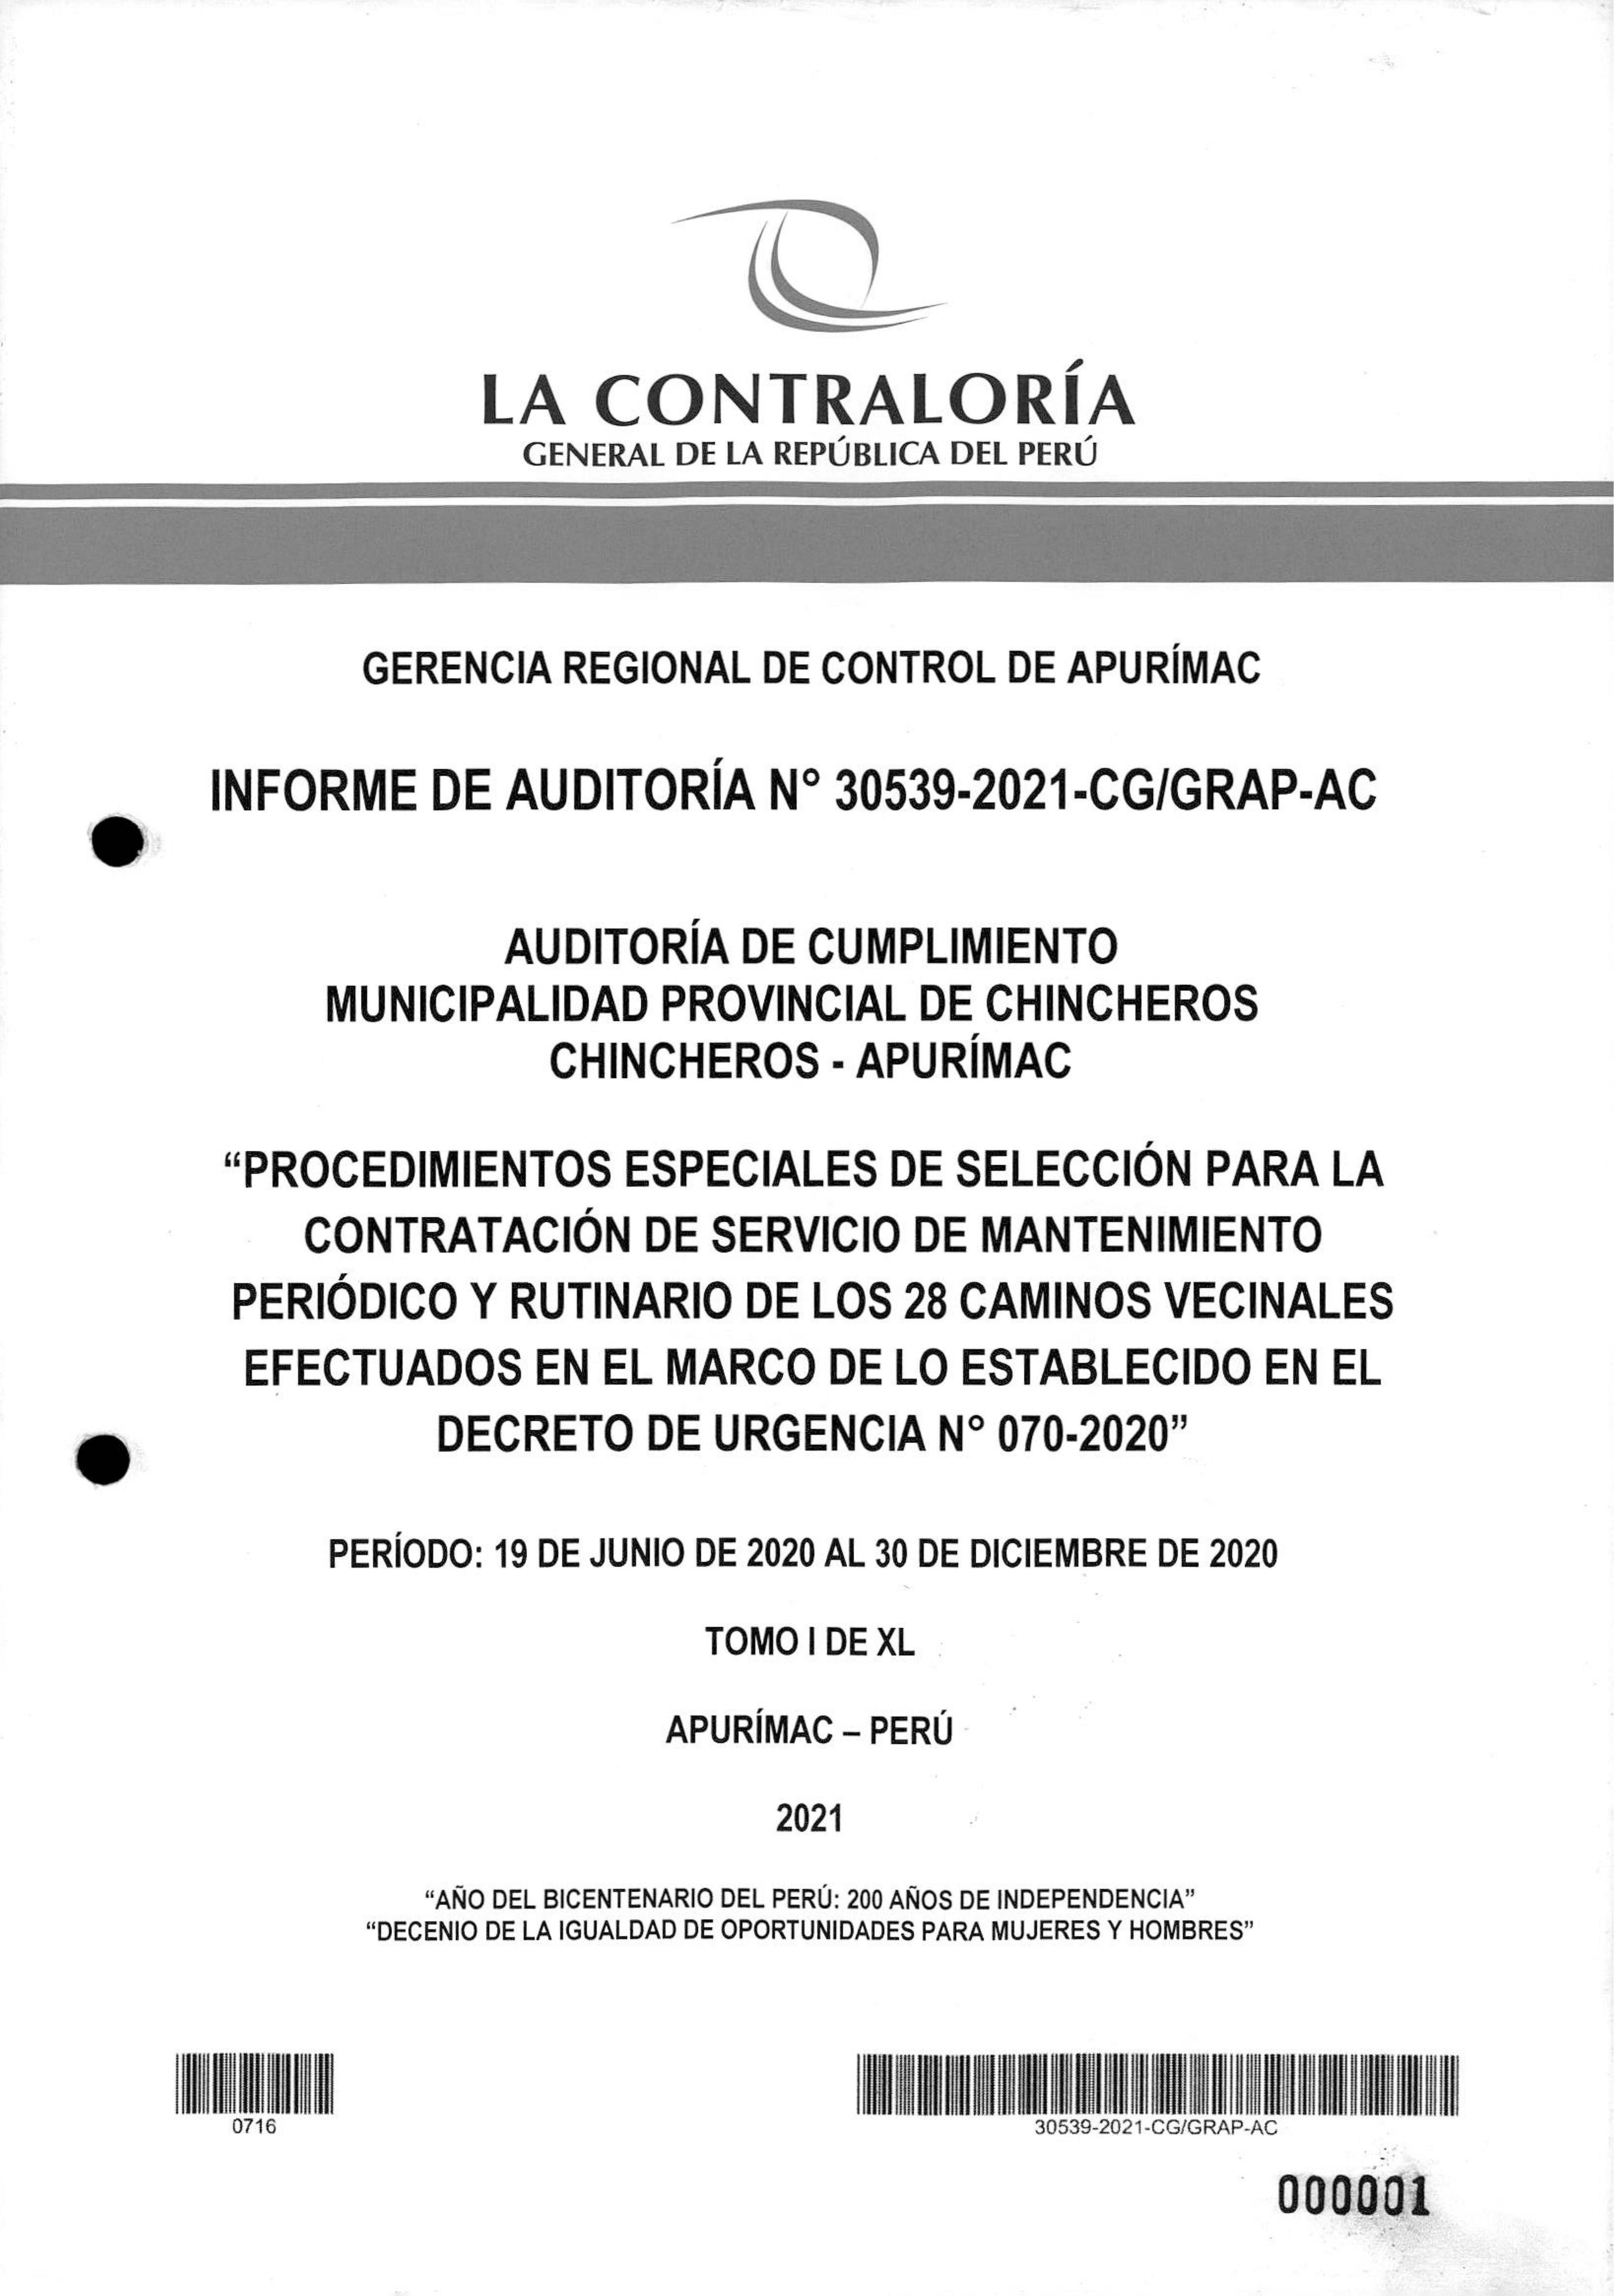 LA CONTRALORÍA
GENERAL DE LA REPÚBLICA DEL PERÚ
GERENCIA REGIONAL DE CONTROL DE APURÍMAC
INFORME DE AUDITORÍA N° 30539-2021-CG/GRAP-AC
AUDITORÍA DE CUMPLIMIENTO
MUNICIPALIDAD PROVINCIAL DE CHINCHEROS
CHINCHEROS - APURÍMAC
“PROCEDIMIENTOS ESPECIALES DE SELECCIÓN PARA LA
CONTRATACIÓN DE SERVICIO DE MANTENIMIENTO
PERIÓDICO Y RUTINARIO DE LOS 28 CAMINOS VECINALES
EFECTUADOS EN EL MARCO DE LO ESTABLECIDO EN EL
DECRETO DE URGENCIA N° 070-2020”
PERÍODO: 19 DE JUNIO DE 2020 AL 30 DE DICIEMBRE DE 2020
TOMO I DE XL
APURÍMAC – PERÚ
2021
“AÑO DEL BICENTENARIO DEL PERÚ: 200 AÑOS DE INDEPENDENCIA”
“DECENIO DE LA IGUALDAD DE OPORTUNIDADES PARA MUJERES Y HOMBRES”
0716
30539-2021-CG/GRAP-AC
000001